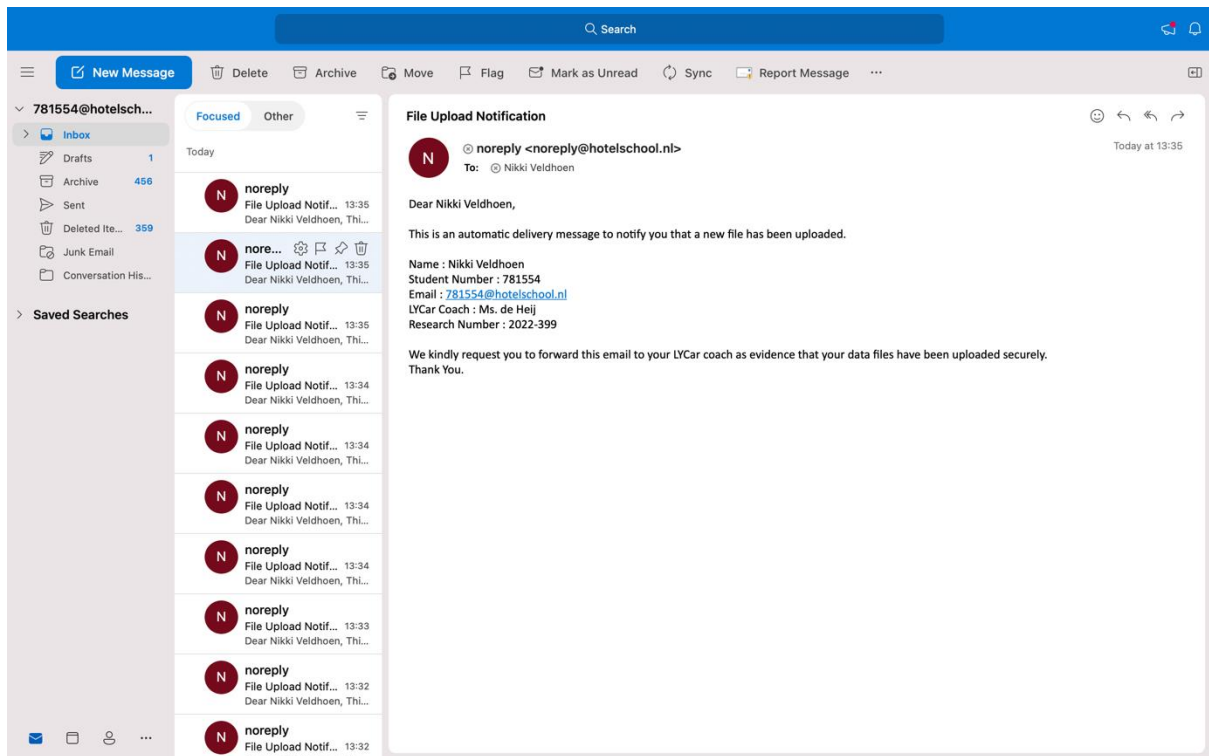 Search
New Message
Delete
Archive
Move
Flag
Mark as Unread
Sync
Report Message
...
781554@hotelsch...
Inbox
Drafts 1
Archive 456
Sent
Deleted Ite... 359
Junk Email
Conversation His...
Saved Searches
Focused Other
Today
N
noreply
File Upload Notif... 13:35
Dear Nikki Veldhoen, Thi...
N
nore...
File Upload Notif... 13:35
Dear Nikki Veldhoen, Thi...
N
noreply
File Upload Notif... 13:35
Dear Nikki Veldhoen, Thi...
N
noreply
File Upload Notif... 13:34
Dear Nikki Veldhoen, Thi...
N
noreply
File Upload Notif... 13:34
Dear Nikki Veldhoen, Thi...
N
noreply
File Upload Notif... 13:34
Dear Nikki Veldhoen, Thi...
N
noreply
File Upload Notif... 13:34
Dear Nikki Veldhoen, Thi...
N
noreply
File Upload Notif... 13:33
Dear Nikki Veldhoen, Thi...
N
noreply
File Upload Notif... 13:32
Dear Nikki Veldhoen, Thi...
N
noreply
File Upload Notif... 13:32
File Upload Notification
N
noreply <noreply@hotelschool.nl>
To: Nikki Veldhoen
Today at 13:35
Dear Nikki Veldhoen,
This is an automatic delivery message to notify you that a new file has been uploaded.
Name : Nikki Veldhoen
Student Number : 781554
Email : 781554@hotelschool.nl
LYCar Coach : Ms. de Heij
Research Number : 2022-399
We kindly request you to forward this email to your LYCar coach as evidence that your data files have been uploaded securely.
Thank You.